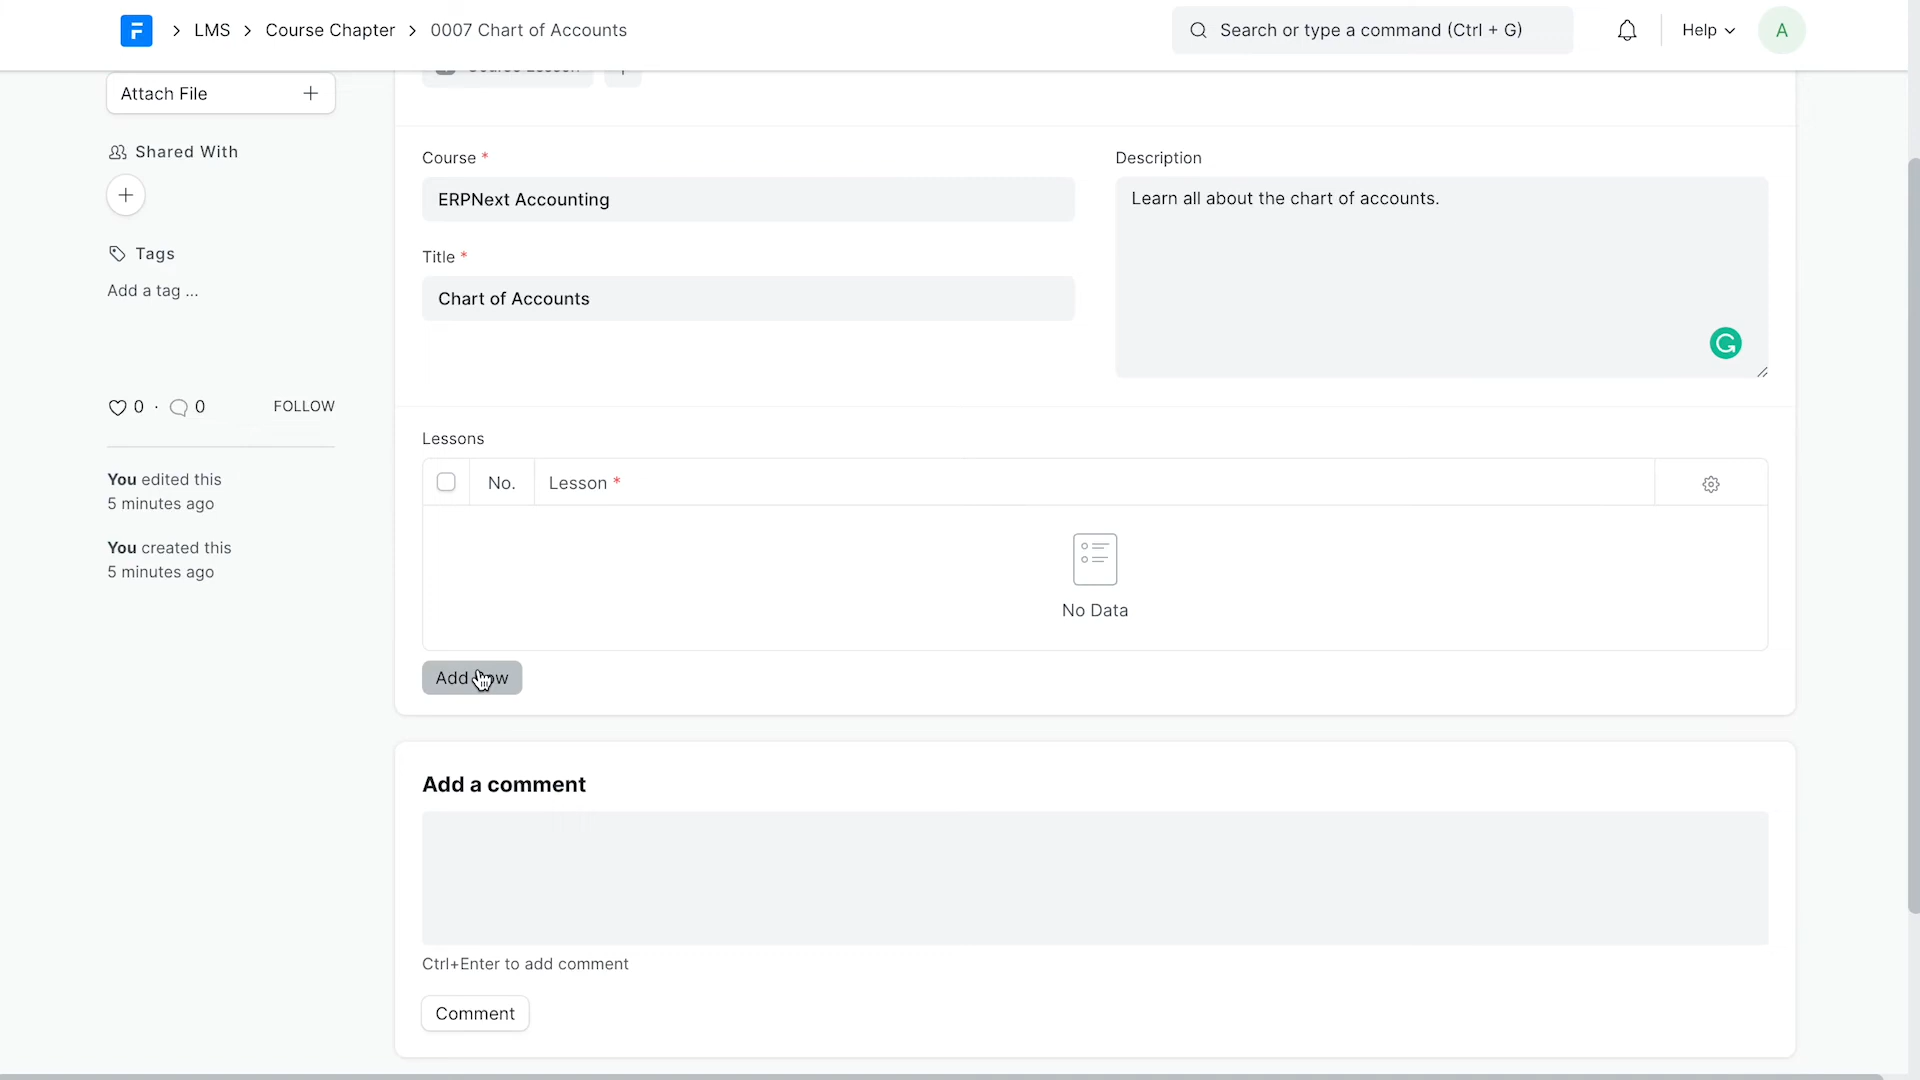 LMS Course Chapter 0007 Chart of Accounts
Search or type a command (Ctrl + G)
Help
A
Attach File
Shared With
Tags
Add a tag ...
0 · 0 FOLLOW
You edited this
5 minutes ago
You created this
5 minutes ago
Course *
ERPNext Accounting
Title *
Chart of Accounts
Description
Learn all about the chart of accounts.
Lessons
No. Lesson *
No Data
Add
Add a comment
Ctrl+Enter to add comment
Comment